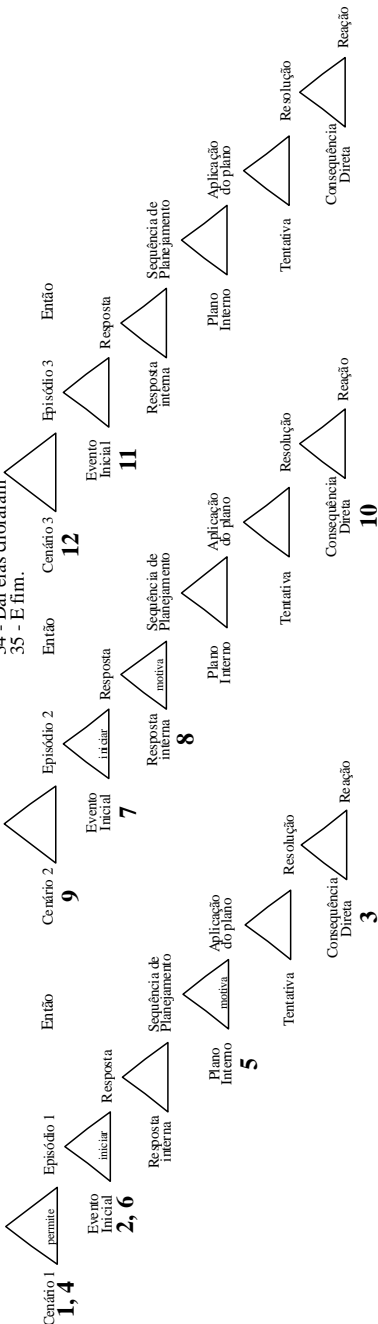 35 - E fim.
Cenário 1
1, 4
permite
Episódio 1
Então
Evento
Inicial
2, 6
iniciar
Resposta
Resposta
interna
Sequência de
Planejamento
Plano
Interno
5
motiva
Aplicação
do plano
Tentativa
Resolução
Consequência
Direta
3
Reação
Cenário 2
9
Episódio 2
Então
Evento
Inicial
7
iniciar
Resposta
Resposta
interna
8
motiva
Sequência de
Planejamento
Plano
Interno
Aplicação
do plano
Tentativa
Resolução
Consequência
Direta
10
Reação
Cenário 3
12
Episódio 3
Então
Evento
Inicial
11
Resposta
Resposta
interna
Sequência de
Planejamento
Plano
Interno
Aplicação
do plano
Tentativa
Resolução
Consequência
Direta
Reação